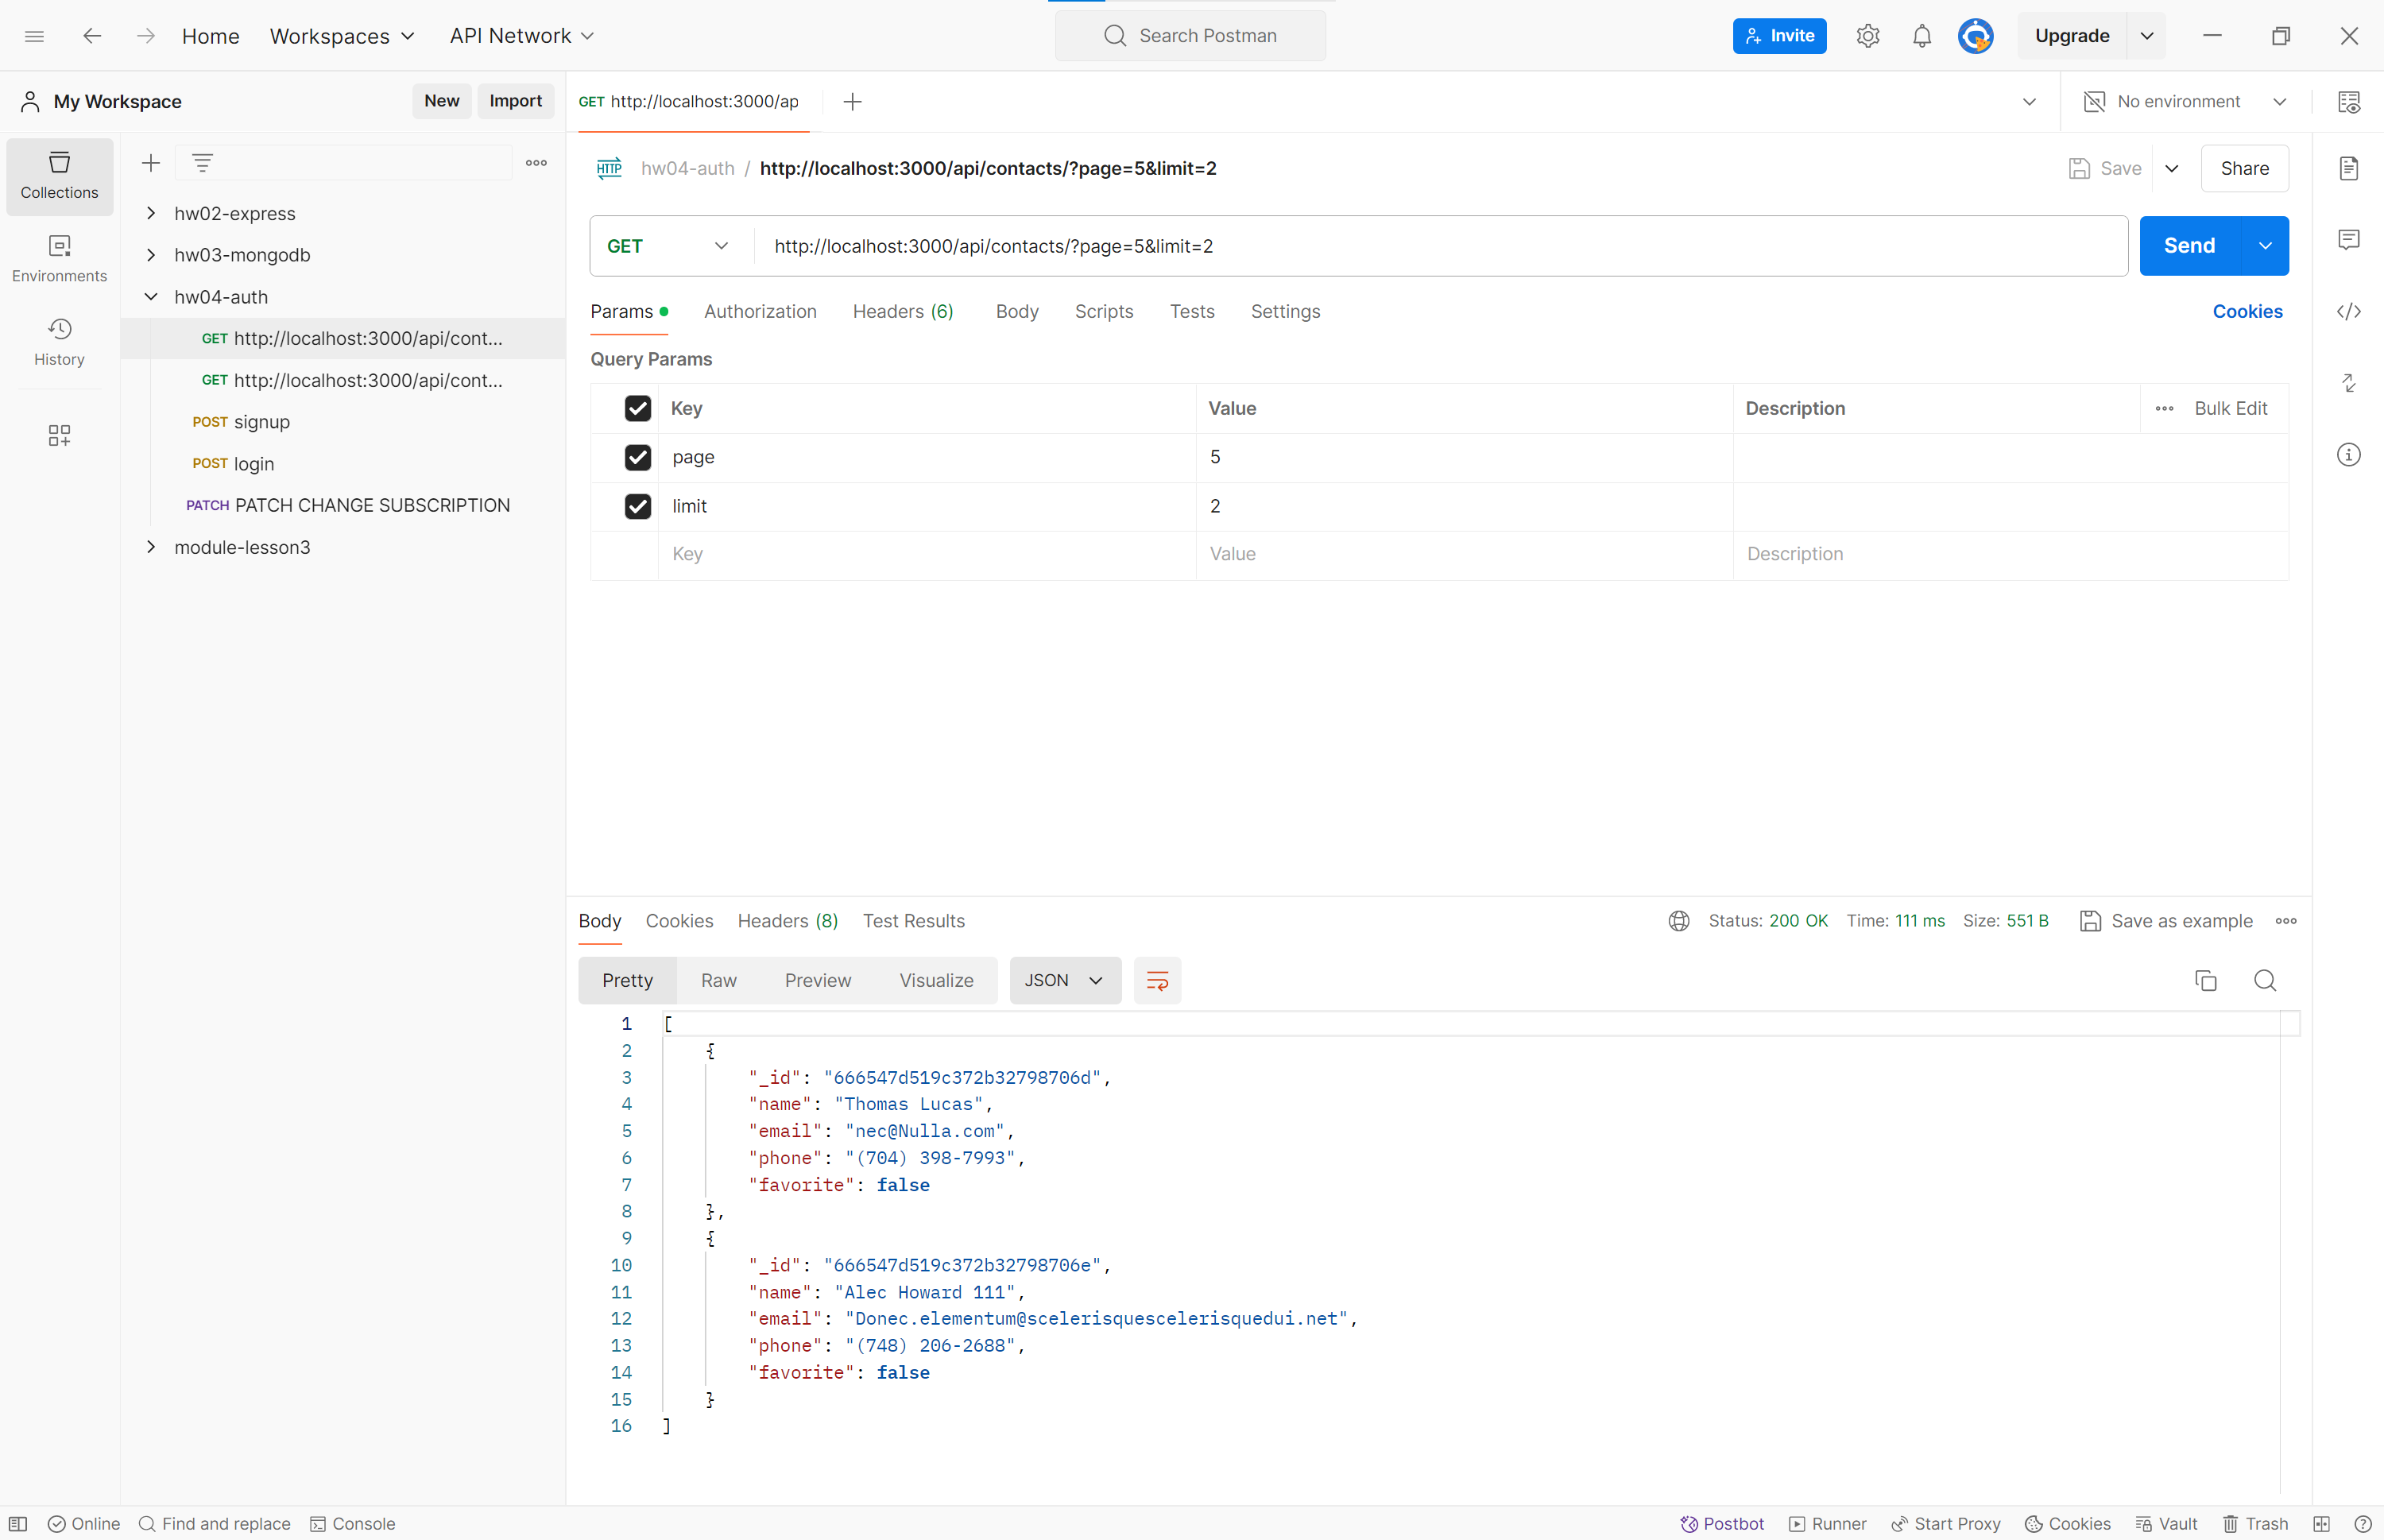 Home Workspaces API Network Search Postman Invite Upgrade
My Workspace New Import GET http://localhost:3000/ap No environment
Collections
Environments
History
hw02-express
hw03-mongodb
hw04-auth
GET http://localhost:3000/api/cont...
GET http://localhost:3000/api/cont...
POST signup
POST login
PATCH PATCH CHANGE SUBSCRIPTION
module-lesson3
HTTP hw04-auth / http://localhost:3000/api/contacts/?page=5&limit=2 Save Share
GET http://localhost:3000/api/contacts/?page=5&limit=2 Send
Params Authorization Headers (6) Body Scripts Tests Settings Cookies
Query Params
Key Value Description Bulk Edit
page 5
limit 2
Key Value Description
Body Cookies Headers (8) Test Results Status: 200 OK Time: 111 ms Size: 551 B Save as example
Pretty Raw Preview Visualize JSON
1 [
2 {
3 "_id": "666547d519c372b32798706d",
4 "name": "Thomas Lucas",
5 "email": "nec@Nulla.com",
6 "phone": "(704) 398-7993",
7 "favorite": false
8 },
9 {
10 "_id": "666547d519c372b32798706e",
11 "name": "Alec Howard 111",
12 "email": "Donec.elementum@scelerisquescelerisquedui.net",
13 "phone": "(748) 206-2688",
14 "favorite": false
15 }
16 ]
Online Find and replace Console Postbot Runner Start Proxy Cookies Vault Trash